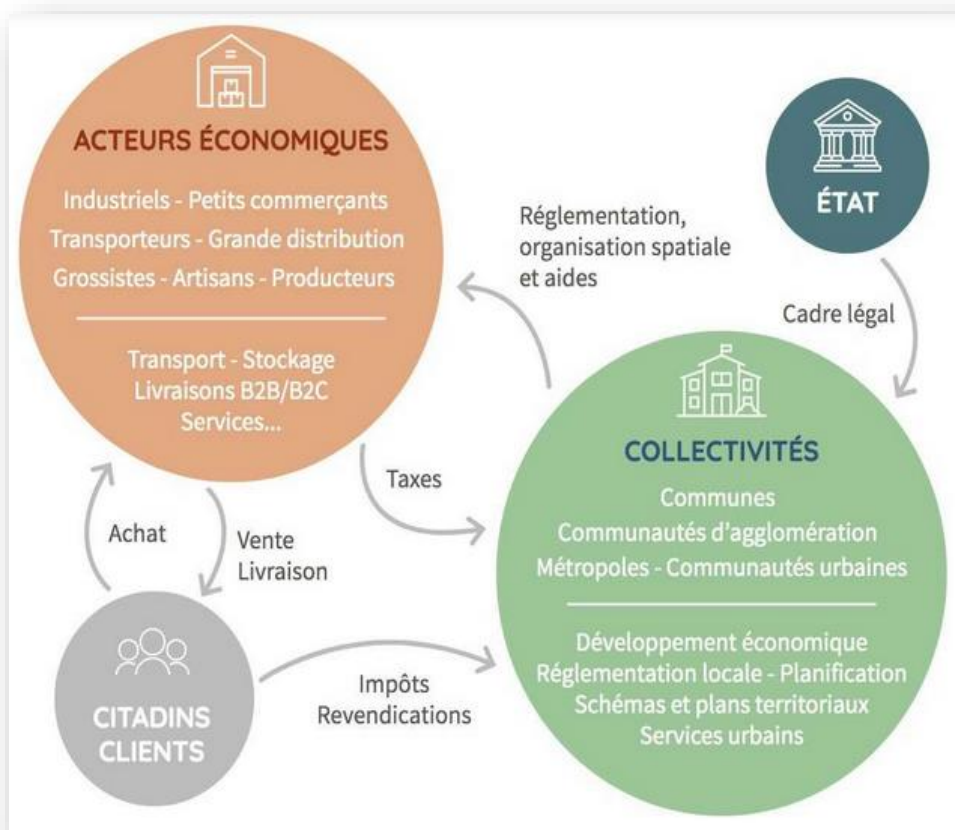 ACTEURS ÉCONOMIQUES
Industriels - Petits commerçants
Transporteurs - Grande distribution
Grossistes - Artisans - Producteurs
Transport - Stockage
Livraisons B2B/B2C
Services...
ÉTAT
Réglementation,
organisation spatiale
et aides
Cadre légal
COLLECTIVITÉS
Communes
Communautés d'agglomération
Métropoles - Communautés urbaines
Développement économique
Réglementation locale - Planification
Schémas et plans territoriaux
Services urbains
Taxes
Achat
Vente
Livraison
CITADINS
CLIENTS
Impôts
Revendications